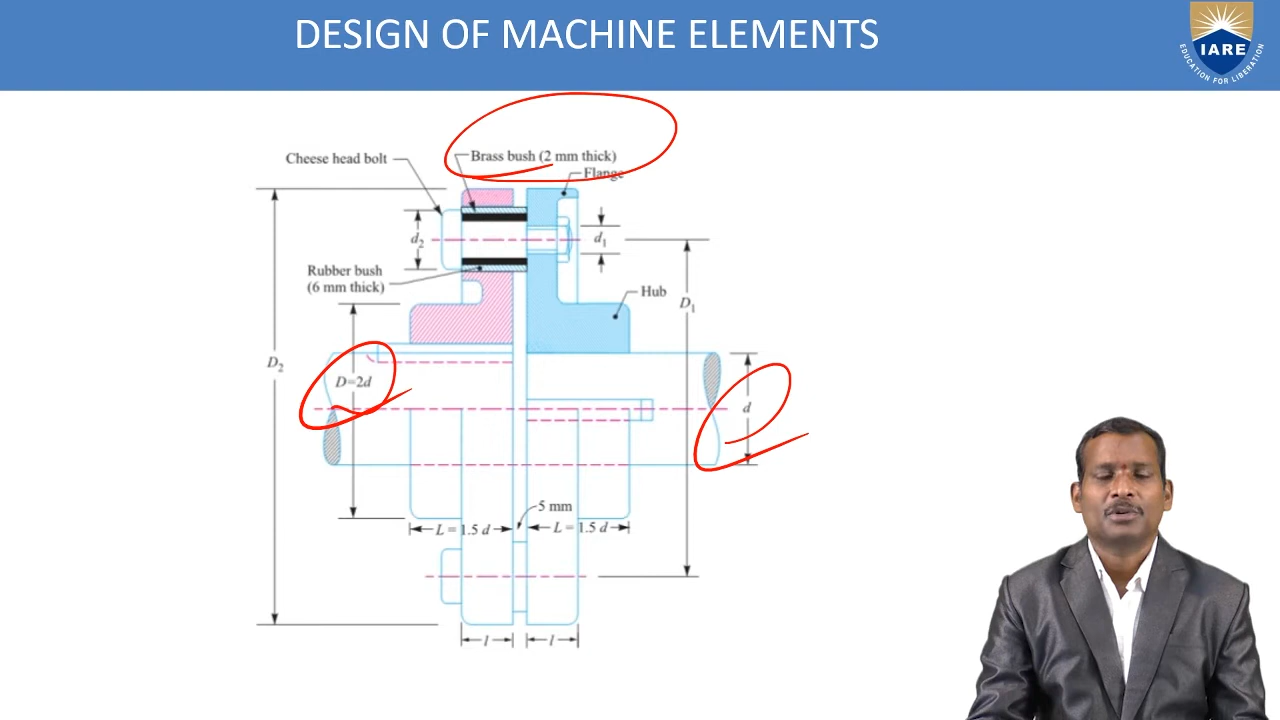 DESIGN OF MACHINE ELEMENTS
IARE
EDUCATION FOR LIBERATION
Cheese head bolt
Brass bush (2 mm thick)
Flange
d₂
d₁
Rubber bush
(6 mm thick)
Hub
D₁
D₂
D=2d
d
5 mm
L = 1.5 d
L = 1.5 d
l
l